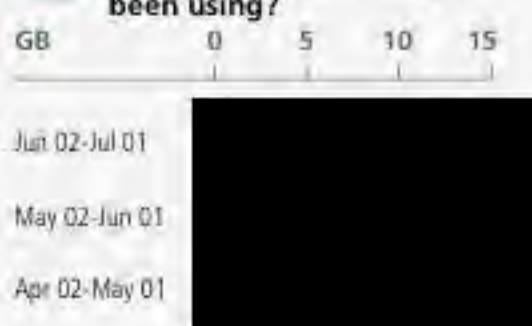 been using?
GB 0 5 10 15
Jun 02-Jul 01
May 02-Jun 01
Apr 02-May 01